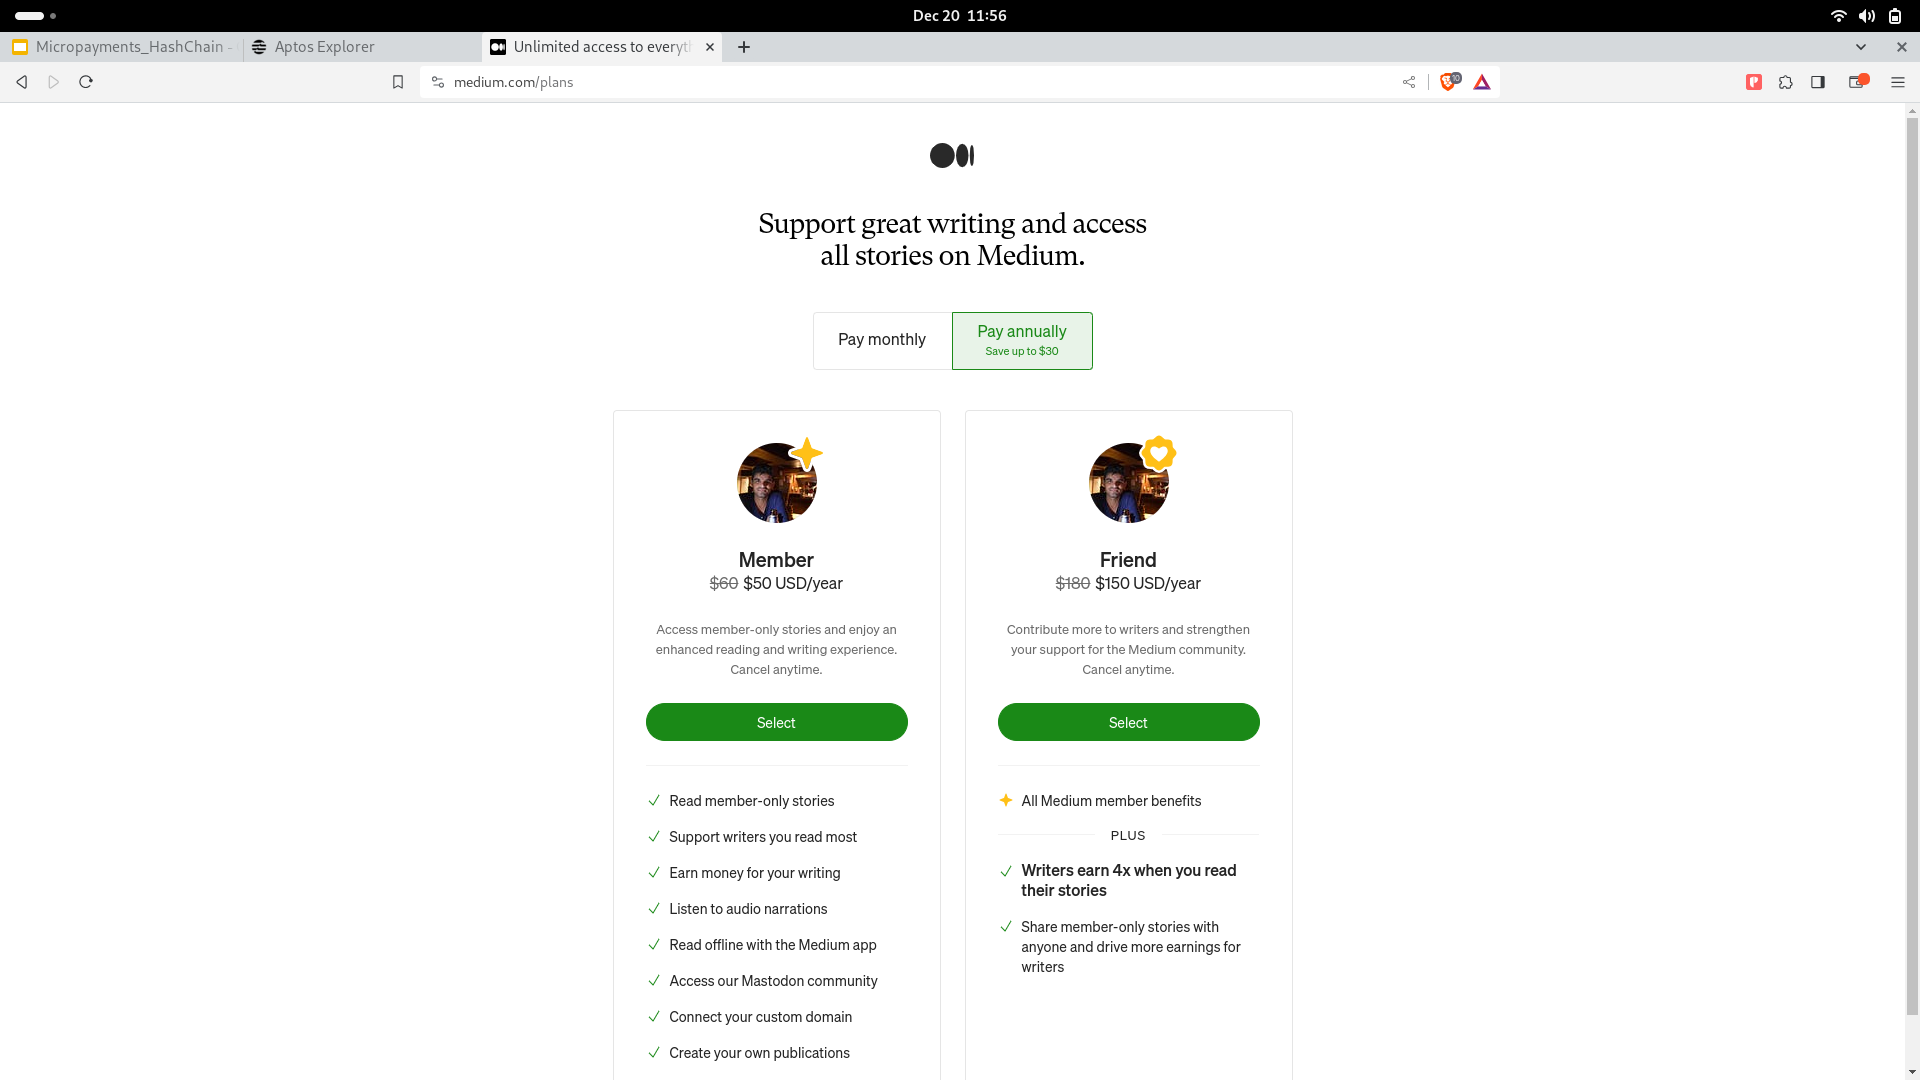 Dec 20 11:56
Micropayments_HashChain -
Aptos Explorer
Unlimited access to everyth
medium.com/plans
10
Support great writing and access
all stories on Medium.
Pay monthly
Pay annually
Save up to $30
Member
$60 $50 USD/year
Access member-only stories and enjoy an
enhanced reading and writing experience.
Cancel anytime.
Select
Read member-only stories
Support writers you read most
Earn money for your writing
Listen to audio narrations
Read offline with the Medium app
Access our Mastodon community
Connect your custom domain
Create your own publications
Friend
$180 $150 USD/year
Contribute more to writers and strengthen
your support for the Medium community.
Cancel anytime.
Select
All Medium member benefits
PLUS
Writers earn 4x when you read
their stories
Share member-only stories with
anyone and drive more earnings for
writers